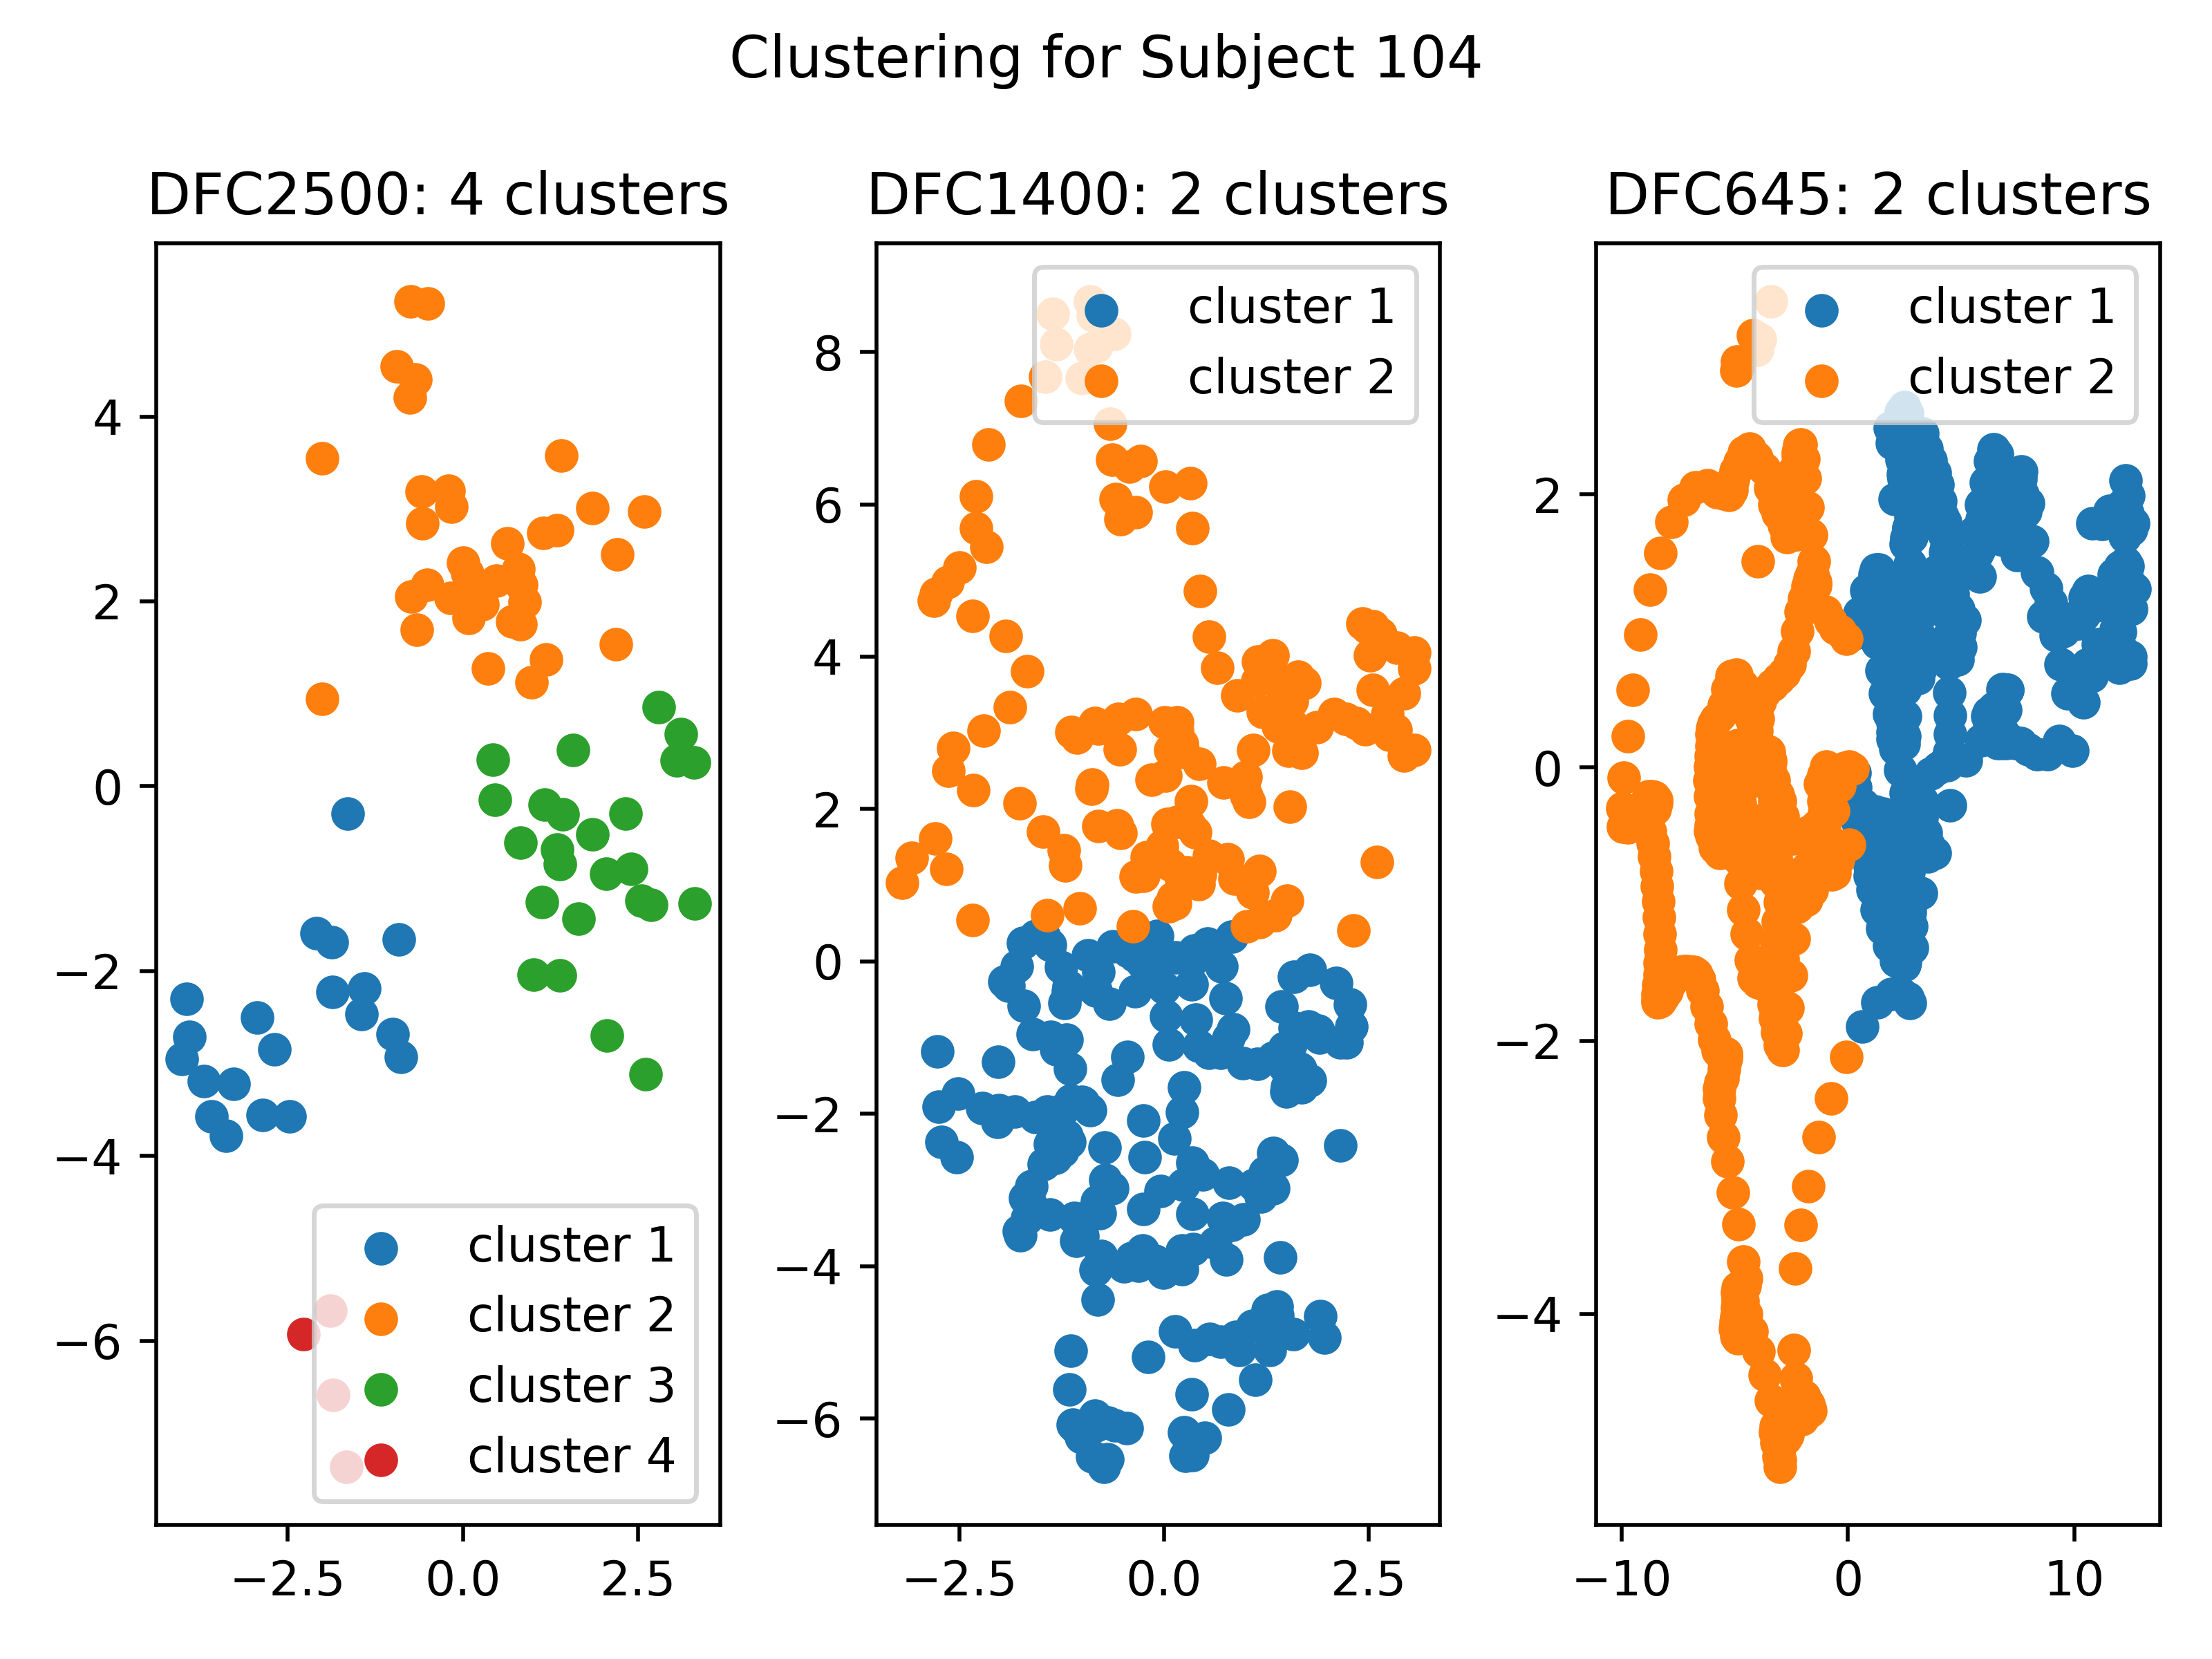 Clustering for Subject 104
DFC2500: 4 clusters
4
2
0
−2
−4
−6
−2.5
0.0
2.5
cluster 1
cluster 2
cluster 3
cluster 4
DFC1400: 2 clusters
8
6
4
2
0
−2
−4
−6
−2.5
0.0
2.5
cluster 1
cluster 2
DFC645: 2 clusters
2
0
−2
−4
−10
0
10
cluster 1
cluster 2